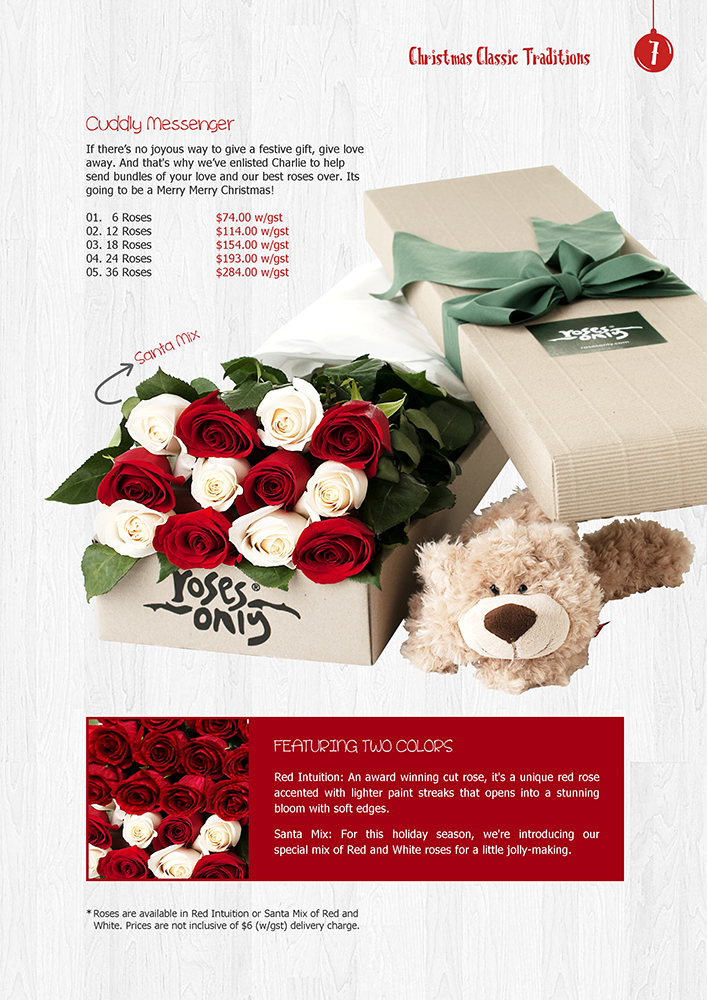 Christmas Classic Traditions
7
Cuddly Messenger
If there's no joyous way to give a festive gift, give love
away. And that's why we've enlisted Charlie to help
send bundles of your love and our best roses over. Its
going to be a Merry Merry Christmas!
01. 6 Roses $74.00 w/gst
02. 12 Roses $114.00 w/gst
03. 18 Roses $154.00 w/gst
04. 24 Roses $193.00 w/gst
05. 36 Roses $284.00 w/gst
roses
only
rosesonly.com
Santa Mix
roses®
only
FEATURING TWO COLORS
Red Intuition: An award winning cut rose, it's a unique red rose
accented with lighter paint streaks that opens into a stunning
bloom with soft edges.
Santa Mix: For this holiday season, we're introducing our
special mix of Red and White roses for a little jolly-making.
* Roses are available in Red Intuition or Santa Mix of Red and
White. Prices are not inclusive of $6 (w/gst) delivery charge.